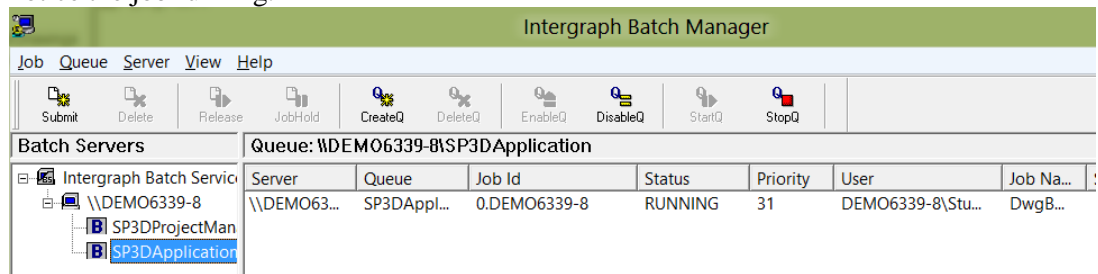 Intergraph Batch Manager
Job Queue Server View Help
Submit Delete Release JobHold CreateQ DeleteQ EnableQ DisableQ StartQ StopQ
Batch Servers Queue: \\DEMO6339-8\SP3DApplication
Intergraph Batch Servic Server Queue Job Id Status Priority User Job Na...
\\DEMO6339-8 \\DEMO63... SP3DAppl... 0.DEMO6339-8 RUNNING 31 DEMO6339-8\Stu... DwgB...
SP3DProjectMan
SP3DApplication